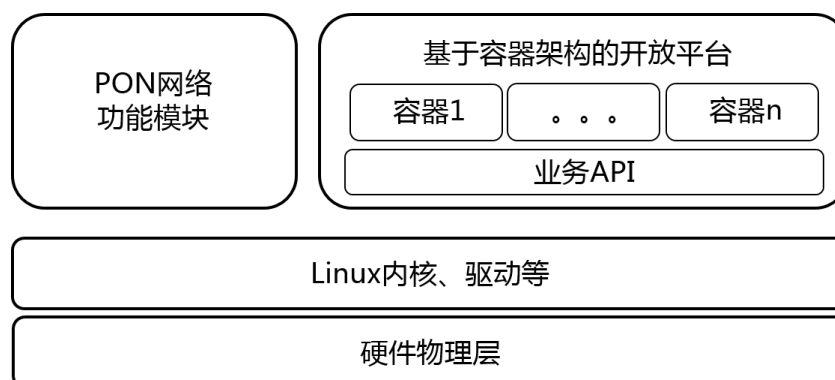 PON网络
功能模块
基于容器架构的开放平台
容器1
。。。
容器n
业务API
Linux内核、驱动等
硬件物理层